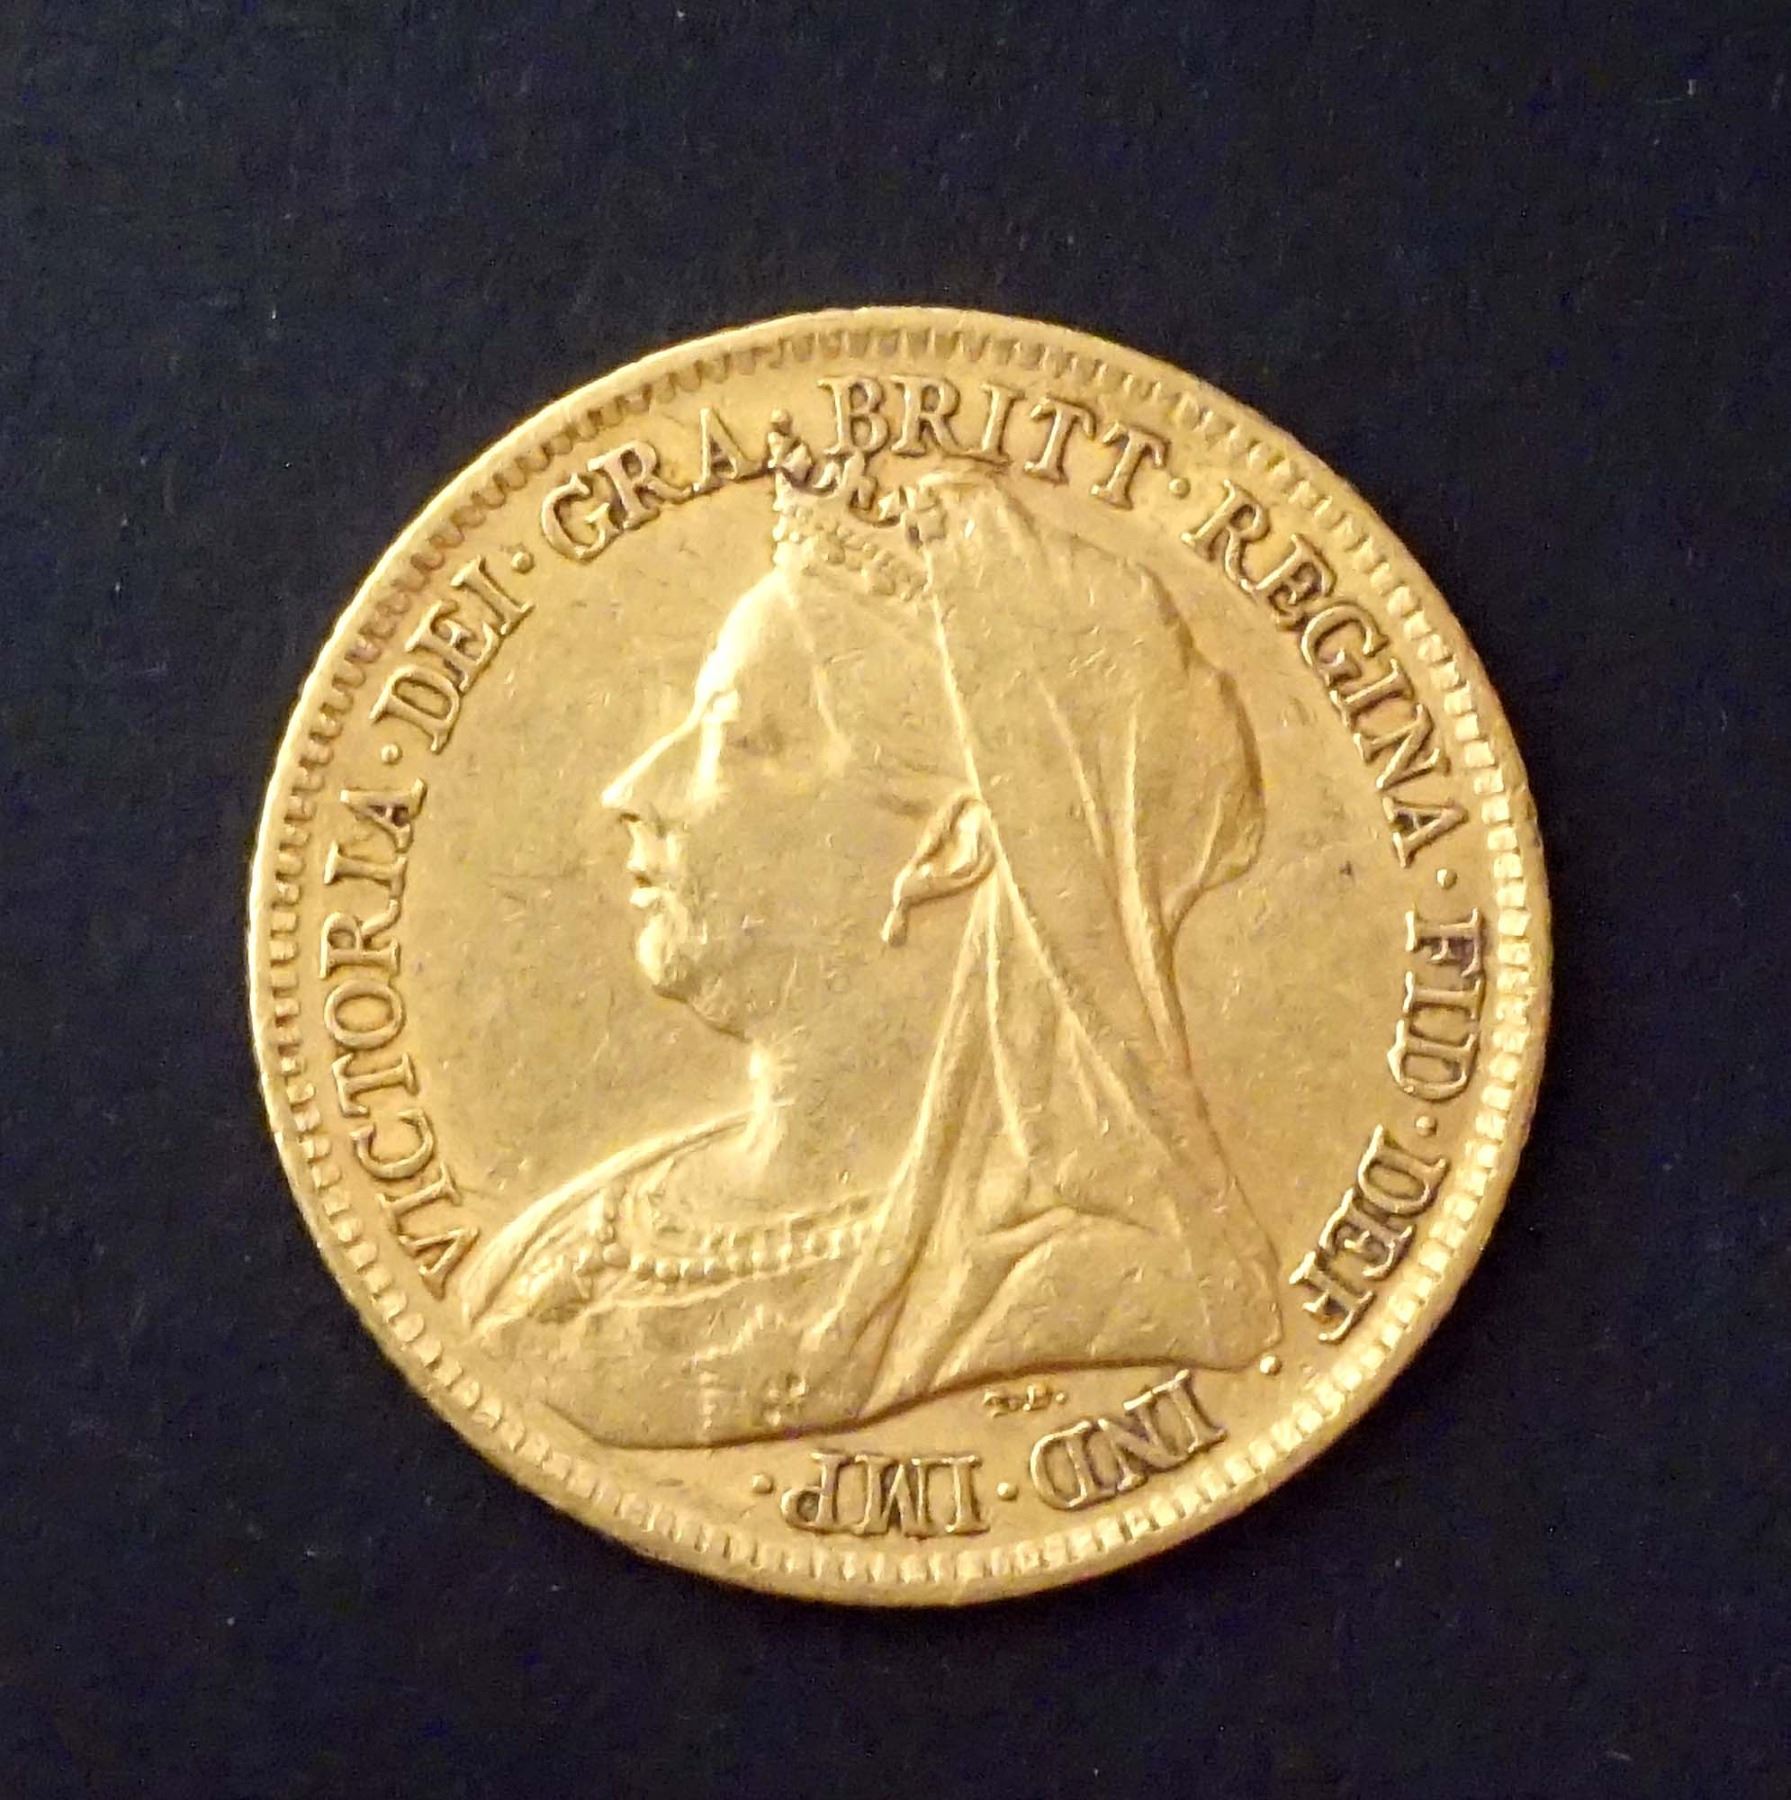 VICTORIA · DEI · GRA · BRITT · REGINA · FID · DEF · IND · IMP ·
T.B.